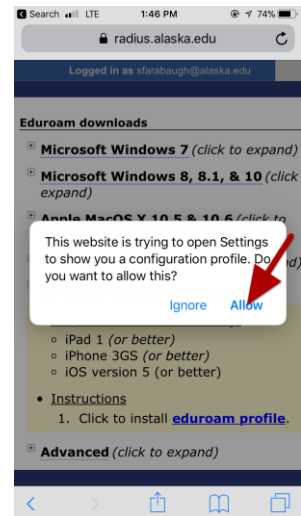 Search LTE 1:46 PM 74%
radius.alaska.edu
Logged in as sfarabaugh@alaska.edu
Eduroam downloads
Microsoft Windows 7 (click to expand)
Microsoft Windows 8, 8.1, & 10 (click
expand)
Apple MacOS X 10.5 & 10.6 (click to
This website is trying to open Settings
to show you a configuration profile. Do
you want to allow this?
Ignore Allow
iPad 1 (or better)
iPhone 3GS (or better)
iOS version 5 (or better)
Instructions
1. Click to install eduroam profile.
Advanced (click to expand)